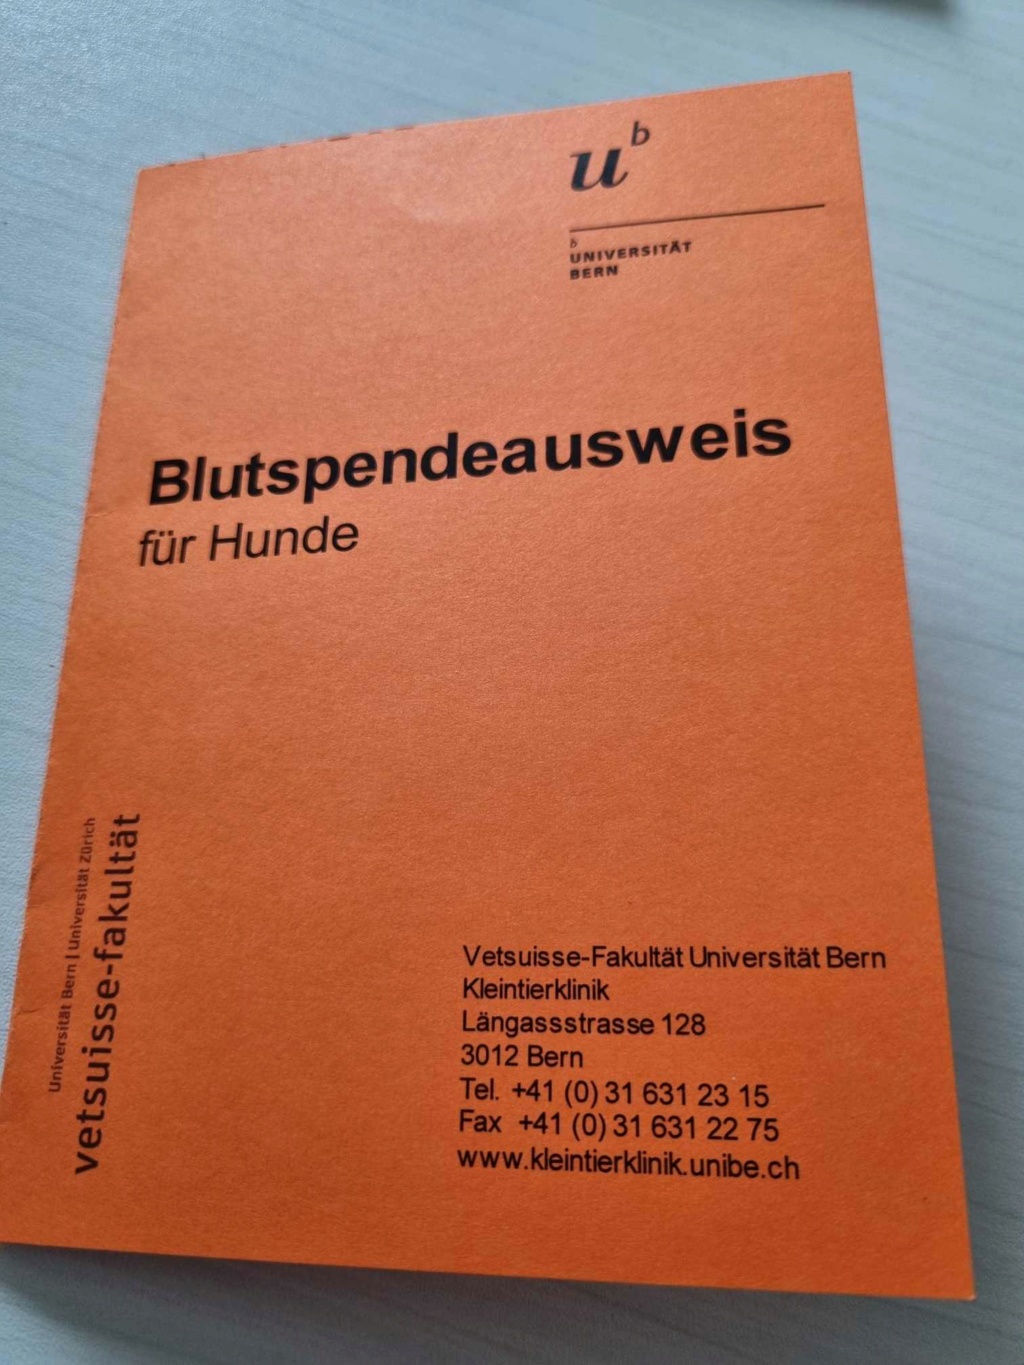 u b
b
UNIVERSITÄT
BERN
Blutspendeausweis
für Hunde
Universität Bern | Universität Zürich
vetsuisse-fakultät
Vetsuisse-Fakultät Universität Bern
Kleintierklinik
Längassstrasse 128
3012 Bern
Tel. +41 (0) 31 631 23 15
Fax +41 (0) 31 631 22 75
www.kleintierklinik.unibe.ch